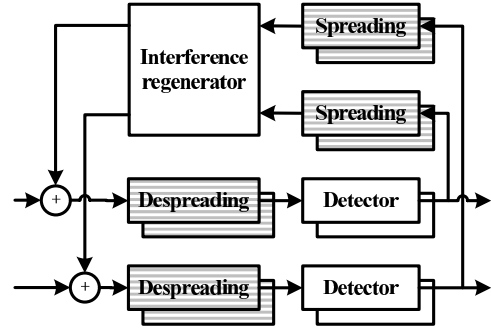 Spreading
Interference
regenerator
Spreading
+
Despreading
Detector
+
Despreading
Detector